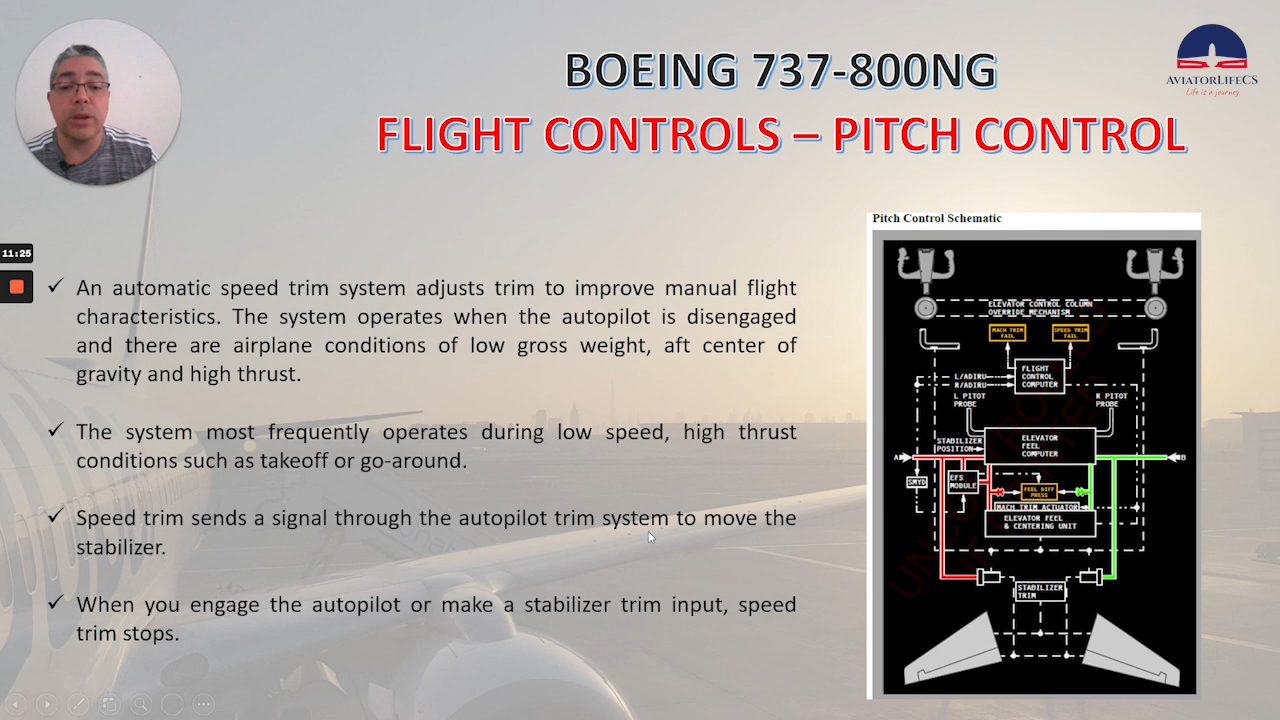 BOEING 737-800NG
AVIATORLIFECS
Life is a journey
FLIGHT CONTROLS – PITCH CONTROL
Pitch Control Schematic
11:25
✓ An automatic speed trim system adjusts trim to improve manual flight
characteristics. The system operates when the autopilot is disengaged
and there are airplane conditions of low gross weight, aft center of
gravity and high thrust.
✓ The system most frequently operates during low speed, high thrust
conditions such as takeoff or go-around.
✓ Speed trim sends a signal through the autopilot trim system to move the
stabilizer.
✓ When you engage the autopilot or make a stabilizer trim input, speed
trim stops.
ELEVATOR CONTROL COLUMN
OVERRIDE MECHANISM
MACH TRIM
FAIL
SPEED TRIM
FAIL
FLIGHT
CONTROL
COMPUTER
L/ADIRU
R/ADIRU
L PITOT
PROBE
R PITOT
PROBE
STABILIZER
POSITION
ELEVATOR
FEEL
COMPUTER
A
B
SMYD
EFS
MODULE
FEEL DIFF
PRESS
MACH TRIM ACTUATOR
ELEVATOR FEEL
& CENTERING UNIT
STABILIZER
TRIM